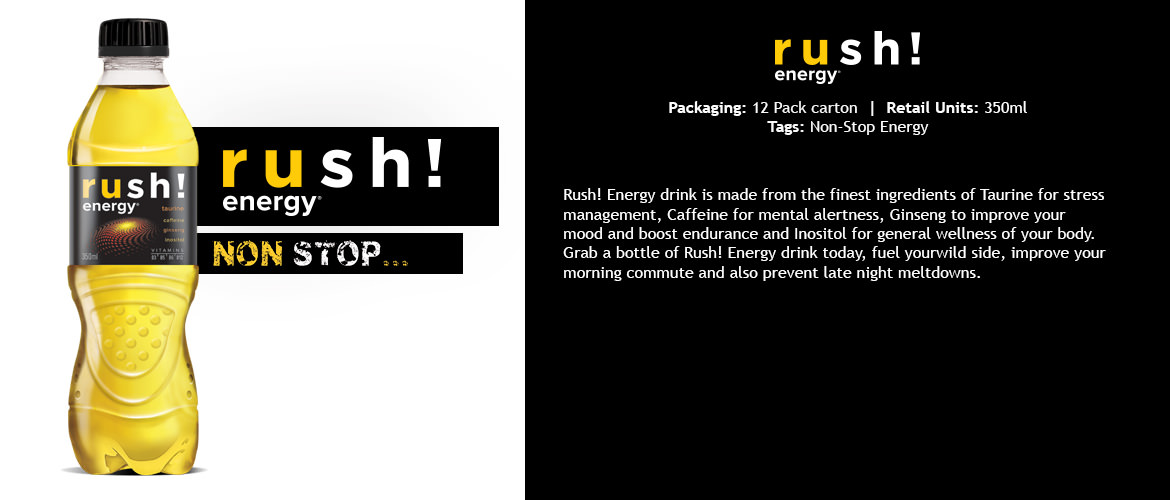 rush!
energy
taurine
caffeine
ginseng
inositol
VITAMINS
350ml
rush!
energy
NON STOP...
rush!
energy
Packaging: 12 Pack carton | Retail Units: 350ml
Tags: Non-Stop Energy
Rush! Energy drink is made from the finest ingredients of Taurine for stress
management, Caffeine for mental alertness, Ginseng to improve your
mood and boost endurance and Inositol for general wellness of your body.
Grab a bottle of Rush! Energy drink today, fuel yourwild side, improve your
morning commute and also prevent late night meltdowns.